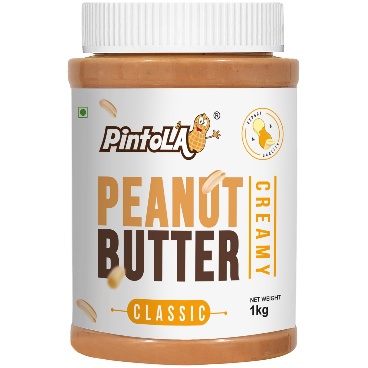 PintoLA®
PEANUT
BUTTER
CREAMY
CLASSIC
NET WEIGHT
1kg